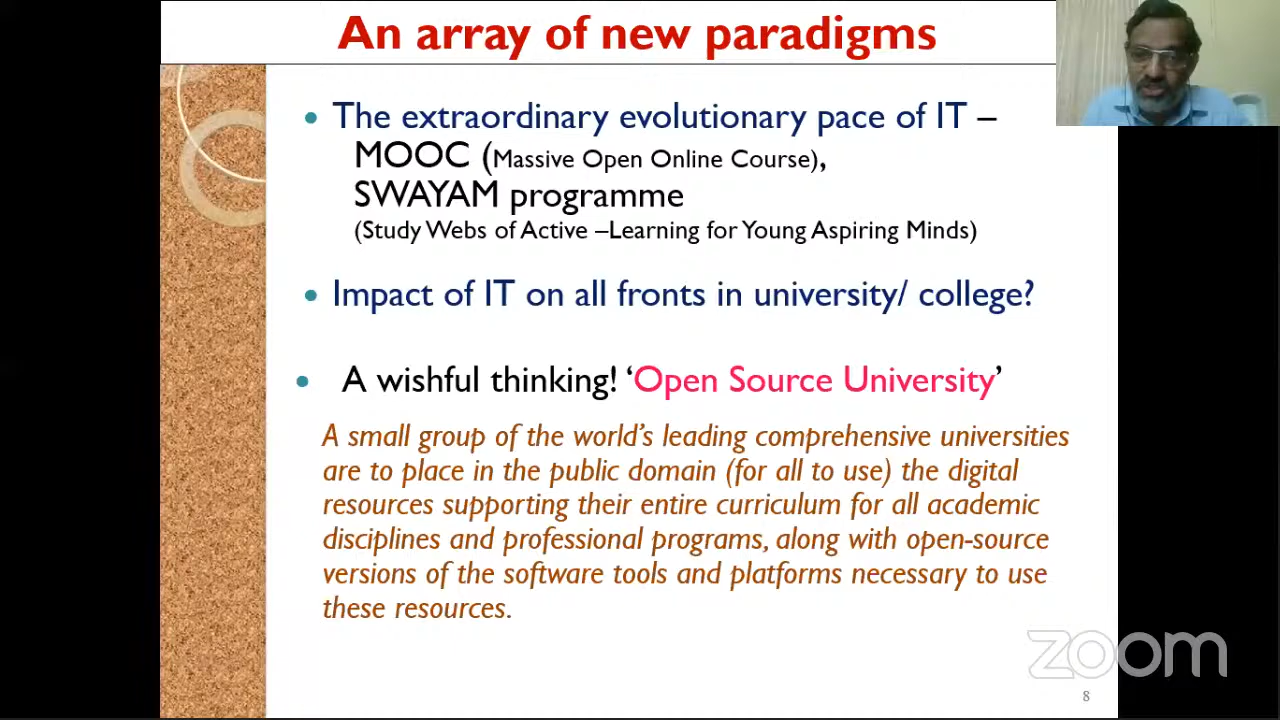 An array of new paradigms
• The extraordinary evolutionary pace of IT –
MOOC (Massive Open Online Course),
SWAYAM programme
(Study Webs of Active –Learning for Young Aspiring Minds)
• Impact of IT on all fronts in university/ college?
• A wishful thinking! ‘Open Source University’
A small group of the world’s leading comprehensive universities
are to place in the public domain (for all to use) the digital
resources supporting their entire curriculum for all academic
disciplines and professional programs, along with open-source
versions of the software tools and platforms necessary to use
these resources.
zoom
8